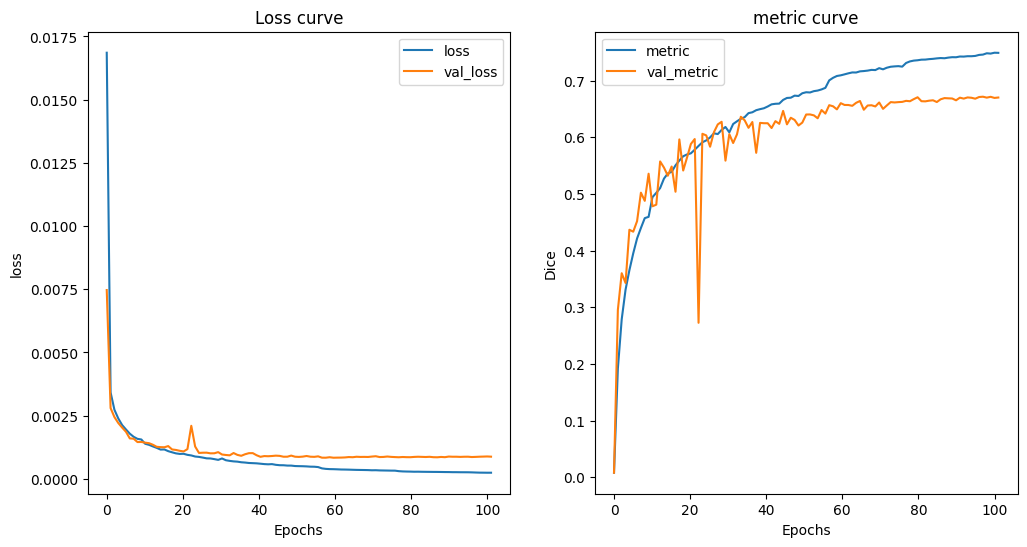 Loss curve
0.0175
0.0150
0.0125
0.0100
0.0075
0.0050
0.0025
0.0000
loss
loss
val_loss
0 20 40 60 80 100
Epochs
metric curve
0.7
0.6
0.5
0.4
0.3
0.2
0.1
0.0
Dice
metric
val_metric
0 20 40 60 80 100
Epochs